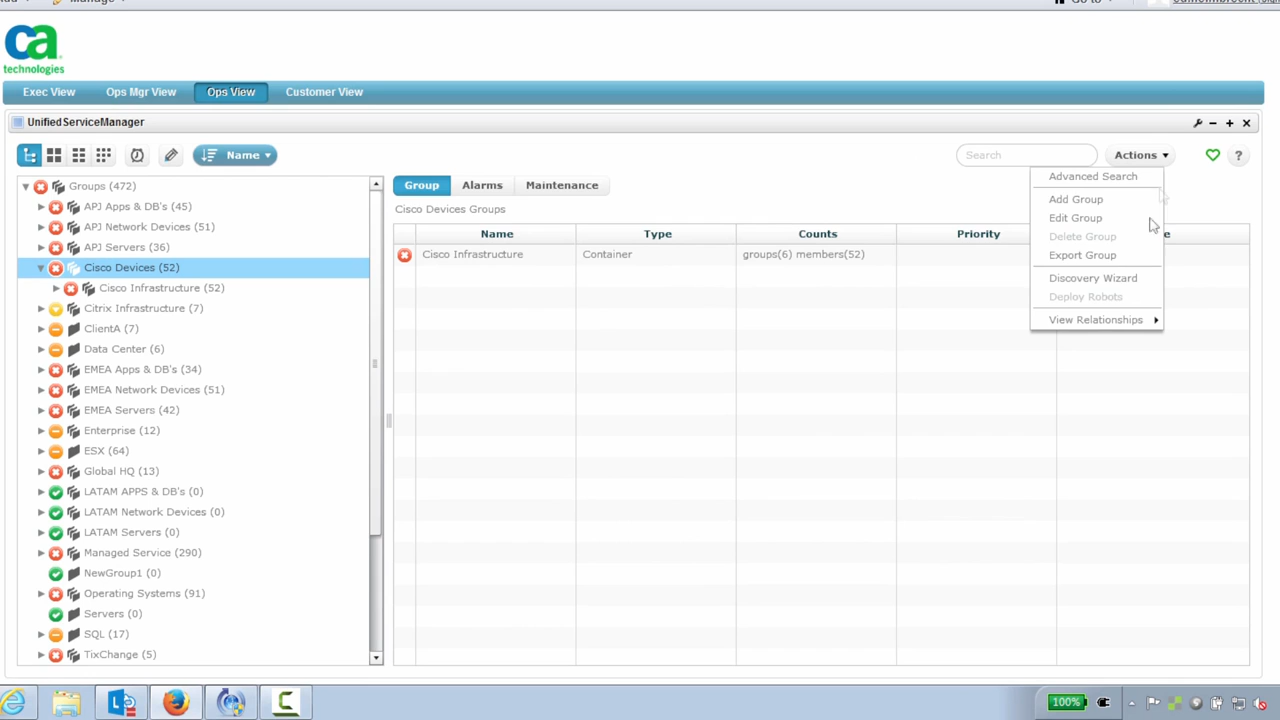 Manage
Go to
ca
technologies
Exec View
Ops Mgr View
Ops View
Customer View
UnifiedServiceManager
Name
Search
Actions
?
Groups (472)
APJ Apps & DB's (45)
APJ Network Devices (51)
APJ Servers (36)
Cisco Devices (52)
Cisco Infrastructure (52)
Citrix Infrastructure (7)
ClientA (7)
Data Center (6)
EMEA Apps & DB's (34)
EMEA Network Devices (51)
EMEA Servers (42)
Enterprise (12)
ESX (64)
Global HQ (13)
LATAM APPS & DB's (0)
LATAM Network Devices (0)
LATAM Servers (0)
Managed Service (290)
NewGroup1 (0)
Operating Systems (91)
Servers (0)
SQL (17)
TixChange (5)
Group
Alarms
Maintenance
Cisco Devices Groups
Name
Type
Counts
Priority
Cisco Infrastructure
Container
groups(6) members(52)
Advanced Search
Add Group
Edit Group
Delete Group
Export Group
Discovery Wizard
Deploy Robots
View Relationships
100%